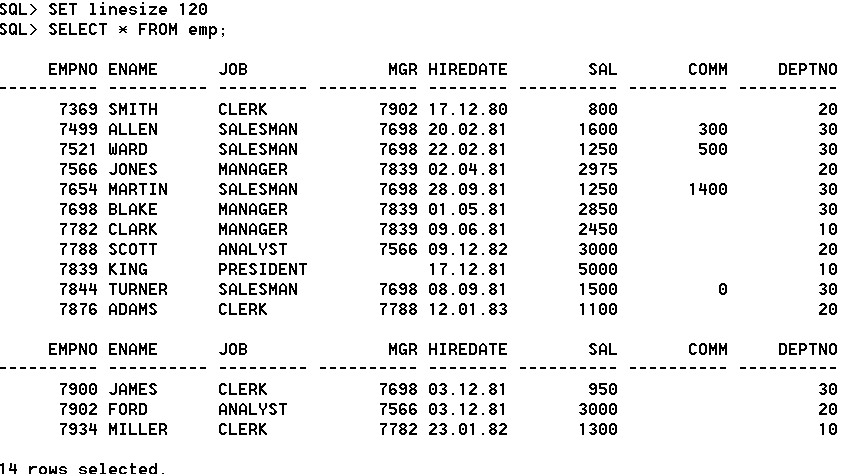 SQL> SET linesize 120
SQL> SELECT * FROM emp;
     EMPNO ENAME      JOB              MGR HIREDATE        SAL       COMM     DEPTNO
---------- ---------- --------- ---------- -------- ---------- ---------- ----------
      7369 SMITH      CLERK           7902 17.12.80        800                    20
      7499 ALLEN      SALESMAN        7698 20.02.81       1600        300         30
      7521 WARD       SALESMAN        7698 22.02.81       1250        500         30
      7566 JONES      MANAGER         7839 02.04.81       2975                    20
      7654 MARTIN     SALESMAN        7698 28.09.81       1250       1400         30
      7698 BLAKE      MANAGER         7839 01.05.81       2850                    30
      7782 CLARK      MANAGER         7839 09.06.81       2450                    10
      7788 SCOTT      ANALYST         7566 09.12.82       3000                    20
      7839 KING       PRESIDENT            17.12.81       5000                    10
      7844 TURNER     SALESMAN        7698 08.09.81       1500          0         30
      7876 ADAMS      CLERK           7788 12.01.83       1100                    20
     EMPNO ENAME      JOB              MGR HIREDATE        SAL       COMM     DEPTNO
---------- ---------- --------- ---------- -------- ---------- ---------- ----------
      7900 JAMES      CLERK           7698 03.12.81        950                    30
      7902 FORD       ANALYST         7566 03.12.81       3000                    20
      7934 MILLER     CLERK           7782 23.01.82       1300                    10
14 rows selected.